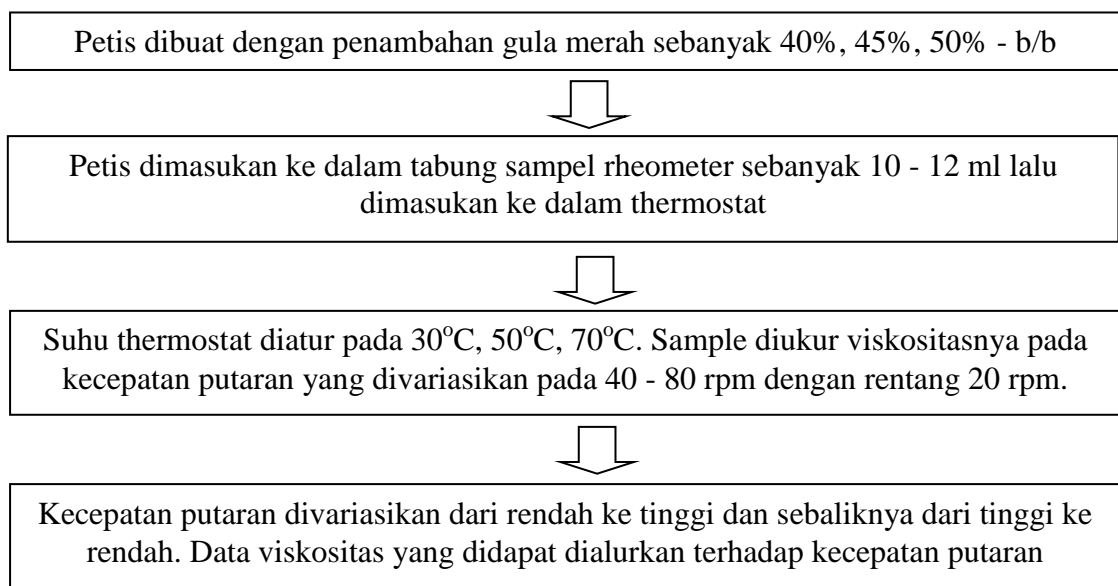 Petis dibuat dengan penambahan gula merah sebanyak 40%, 45%, 50% - b/b
Petis dimasukan ke dalam tabung sampel rheometer sebanyak 10 - 12 ml lalu
dimasukan ke dalam thermostat
Suhu thermostat diatur pada 30°C, 50°C, 70°C. Sample diukur viskositasnya pada
kecepatan putaran yang divariasikan pada 40 - 80 rpm dengan rentang 20 rpm.
Kecepatan putaran divariasikan dari rendah ke tinggi dan sebaliknya dari tinggi ke
rendah. Data viskositas yang didapat dialurkan terhadap kecepatan putaran